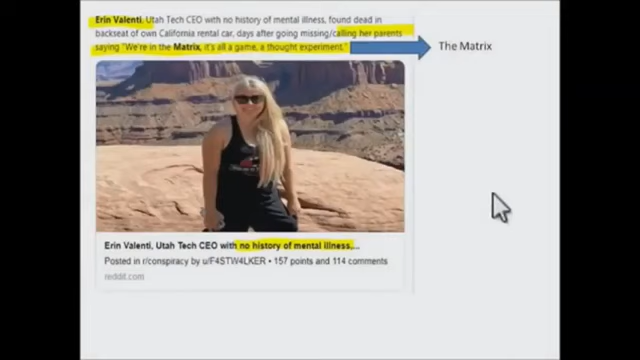 Erin Valenti, Utah Tech CEO with no history of mental illness, found dead in
backseat of own California rental car, days after going missing/calling her parents
saying "We're in the Matrix, it's all a game, a thought experiment."
The Matrix
Erin Valenti, Utah Tech CEO with no history of mental illness,...
Posted in r/conspiracy by u/F4STW4LKER • 157 points and 114 comments
reddit.com